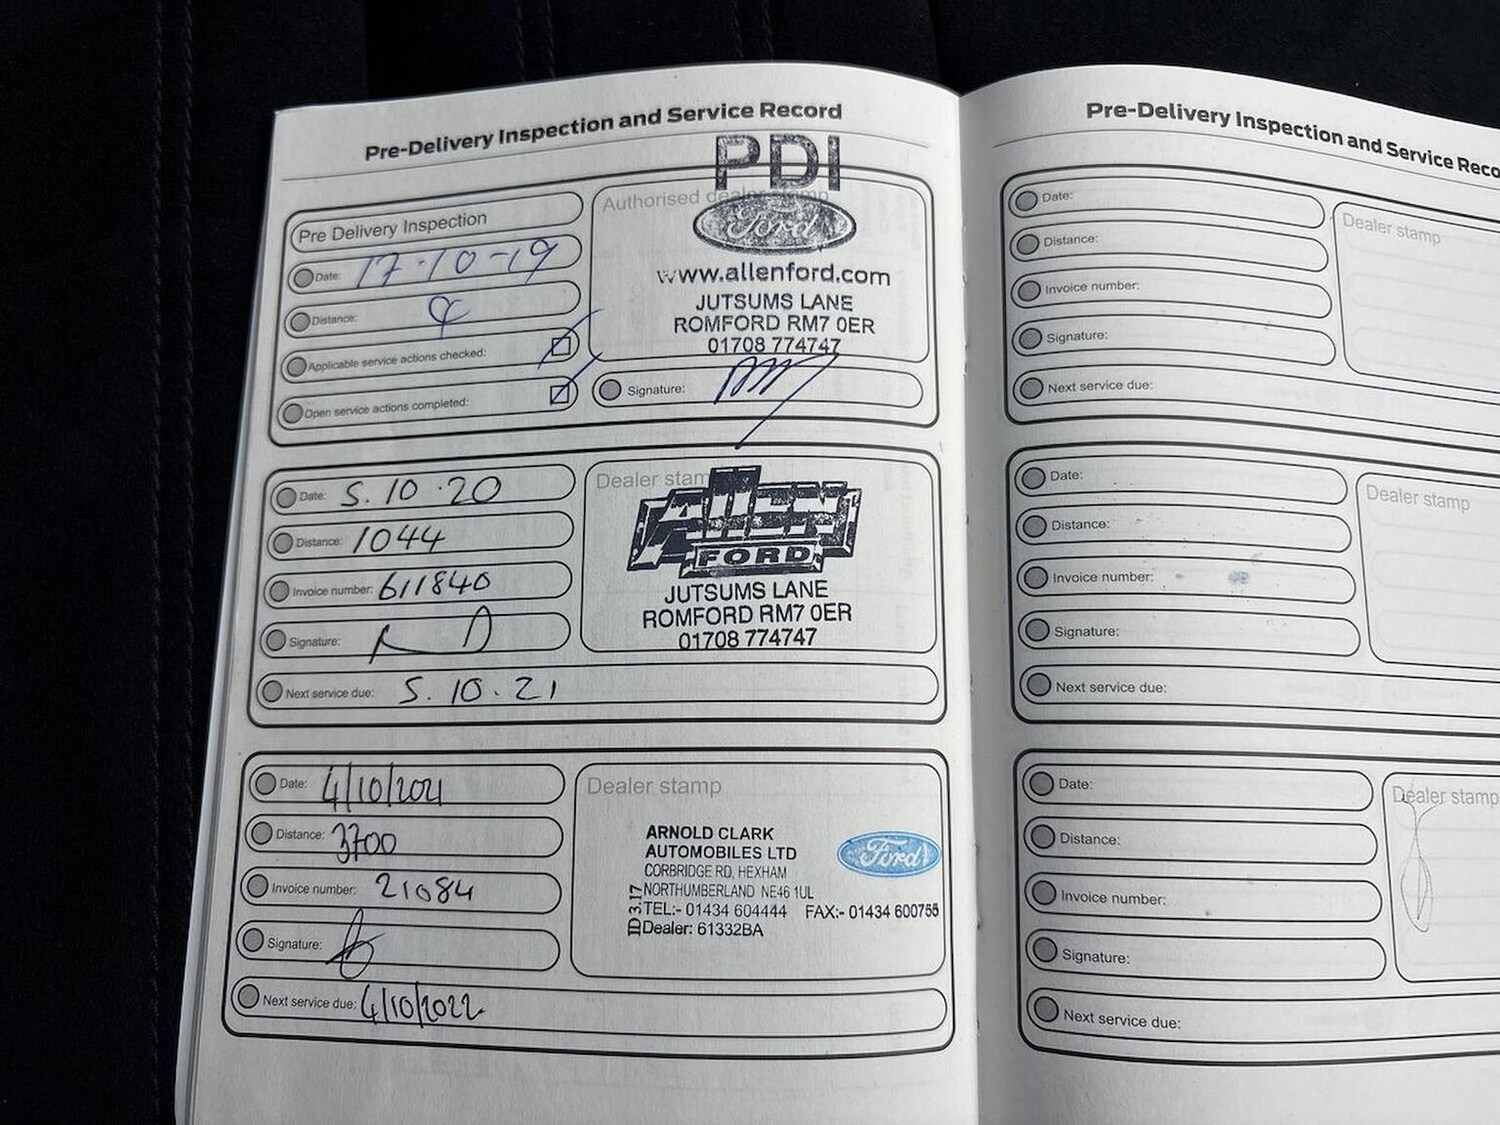 Pre-Delivery Inspection and Service Record
PDI
Pre Delivery Inspection
Authorised dealer stamp
Ford
Date: 17-10-19
www.allenford.com
Distance:
JUTSUMS LANE
ROMFORD RM7 0ER
Applicable service actions checked:
01708 774747
Open service actions completed:
Signature:
Date: 5.10.20
Dealer stamp
ALLEN
FORD
Distance: 1044
Invoice number: 611840
JUTSUMS LANE
ROMFORD RM7 0ER
Signature:
01708 774747
Next service due: 5.10.21
Date: 4/10/2021
Dealer stamp
Distance: 3700
ARNOLD CLARK
AUTOMOBILES LTD
Ford
CORBRIDGE RD, HEXHAM
Invoice number: 21084
NORTHUMBERLAND NE46 1UL
TEL:- 01434 604444 FAX:- 01434 600755
Dealer: 61332BA
ID 3.17
Signature:
Next service due: 4/10/2022
Pre-Delivery Inspection and Service Reco
Date:
Dealer stamp
Distance:
Invoice number:
Signature:
Next service due:
Date:
Dealer stamp
Distance:
Invoice number:
Signature:
Next service due:
Date:
Dealer stamp
Distance:
Invoice number:
Signature:
Next service due: